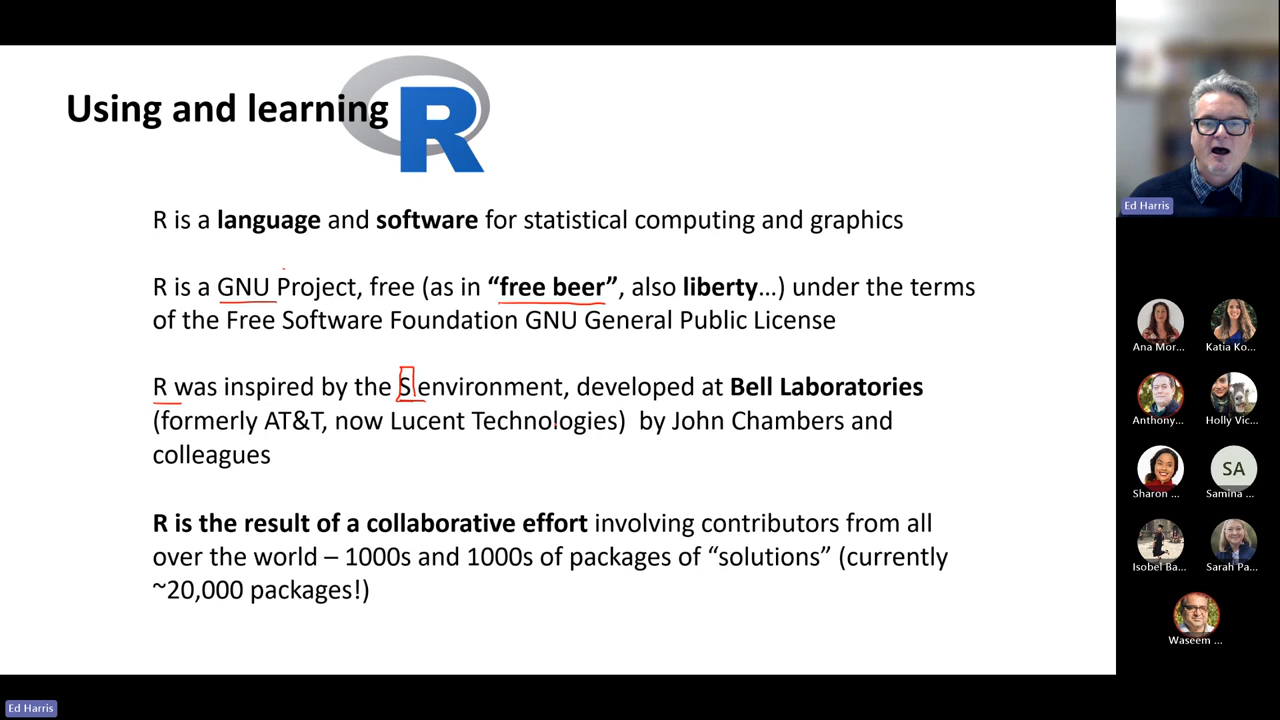 Using and learning R
R is a language and software for statistical computing and graphics
R is a GNU Project, free (as in “free beer”, also liberty…) under the terms
of the Free Software Foundation GNU General Public License
R was inspired by the S environment, developed at Bell Laboratories
(formerly AT&T, now Lucent Technologies) by John Chambers and
colleagues
R is the result of a collaborative effort involving contributors from all
over the world – 1000s and 1000s of packages of “solutions” (currently
~20,000 packages!)
Ed Harris
Ana Mor...
Katia Ko...
Anthony...
Holly Vic...
Sharon ...
SA
Samina ...
Isobel Ba...
Sarah Pa...
Waseem ...
Ed Harris